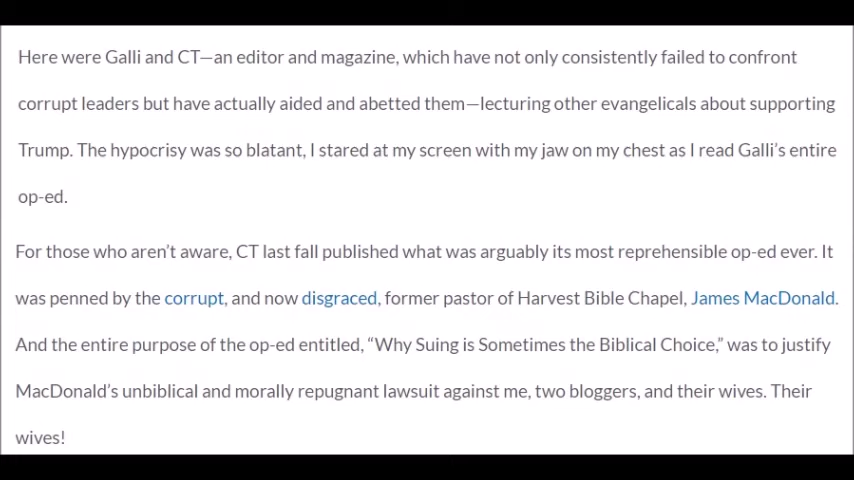 Here were Galli and CT—an editor and magazine, which have not only consistently failed to confront
corrupt leaders but have actually aided and abetted them—lecturing other evangelicals about supporting
Trump. The hypocrisy was so blatant, I stared at my screen with my jaw on my chest as I read Galli’s entire
op-ed.
For those who aren’t aware, CT last fall published what was arguably its most reprehensible op-ed ever. It
was penned by the corrupt, and now disgraced, former pastor of Harvest Bible Chapel, James MacDonald.
And the entire purpose of the op-ed entitled, “Why Suing is Sometimes the Biblical Choice,” was to justify
MacDonald’s unbiblical and morally repugnant lawsuit against me, two bloggers, and their wives. Their
wives!